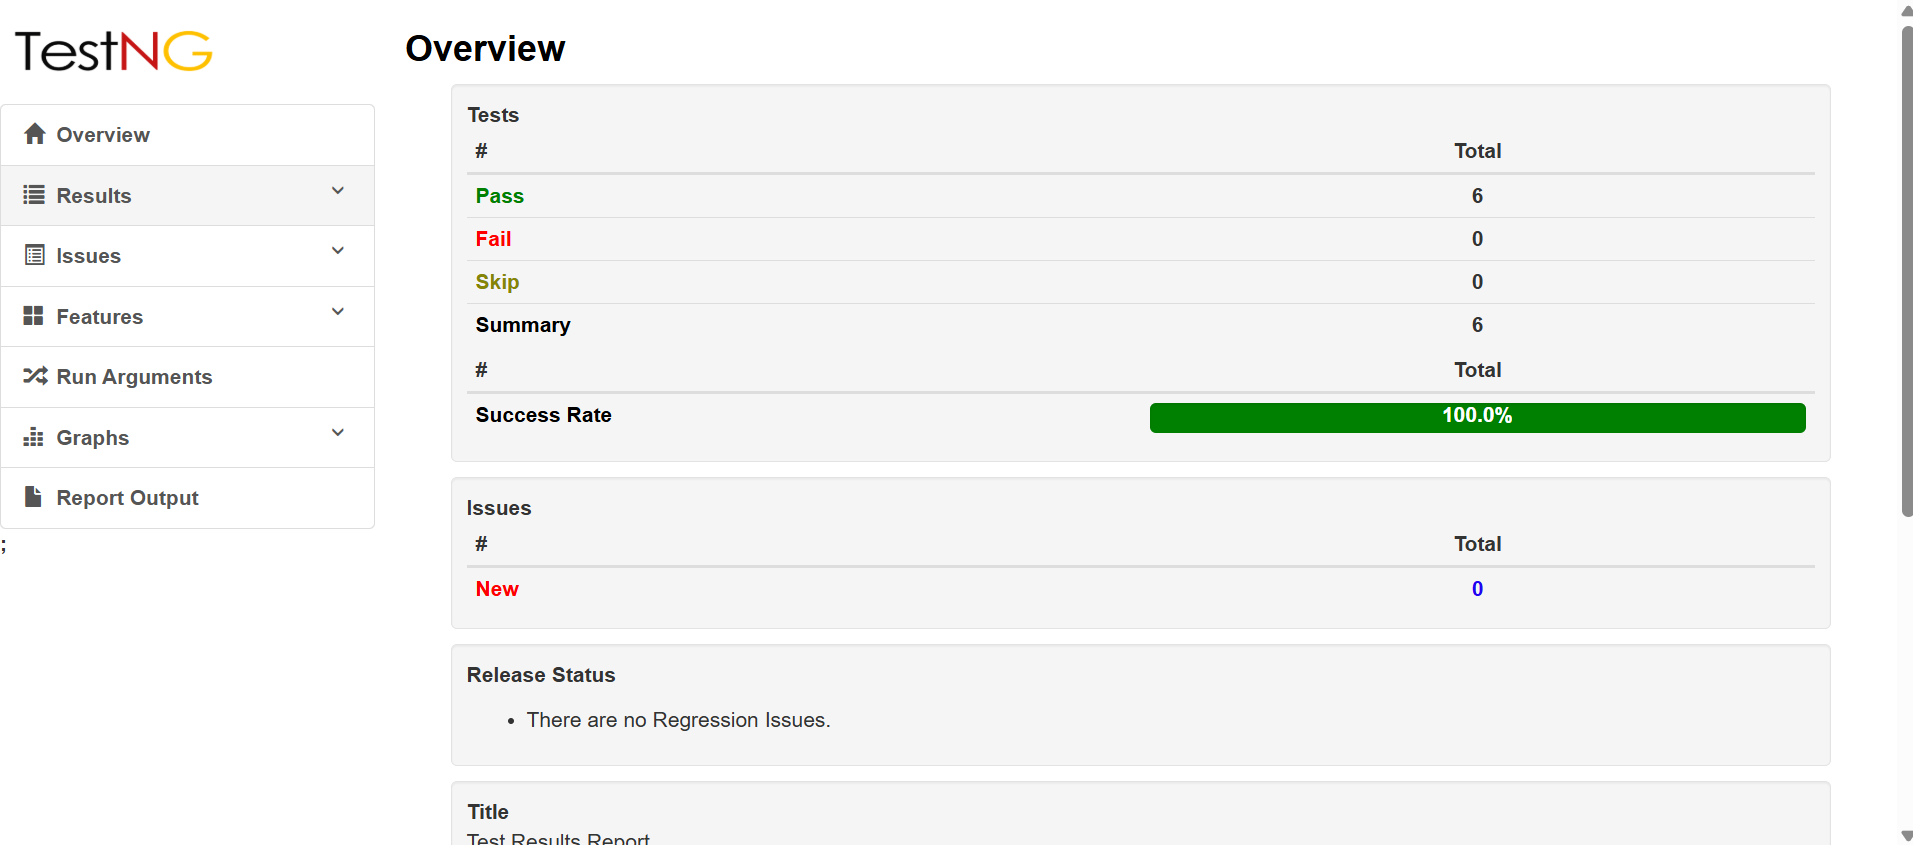 TestNG
Overview
Results
Issues
Features
Run Arguments
Graphs
Report Output
;
Overview
Tests
# Total
Pass 6
Fail 0
Skip 0
Summary 6
# Total
Success Rate 100.0%
Issues
# Total
New 0
Release Status
• There are no Regression Issues.
Title
Test Results Report